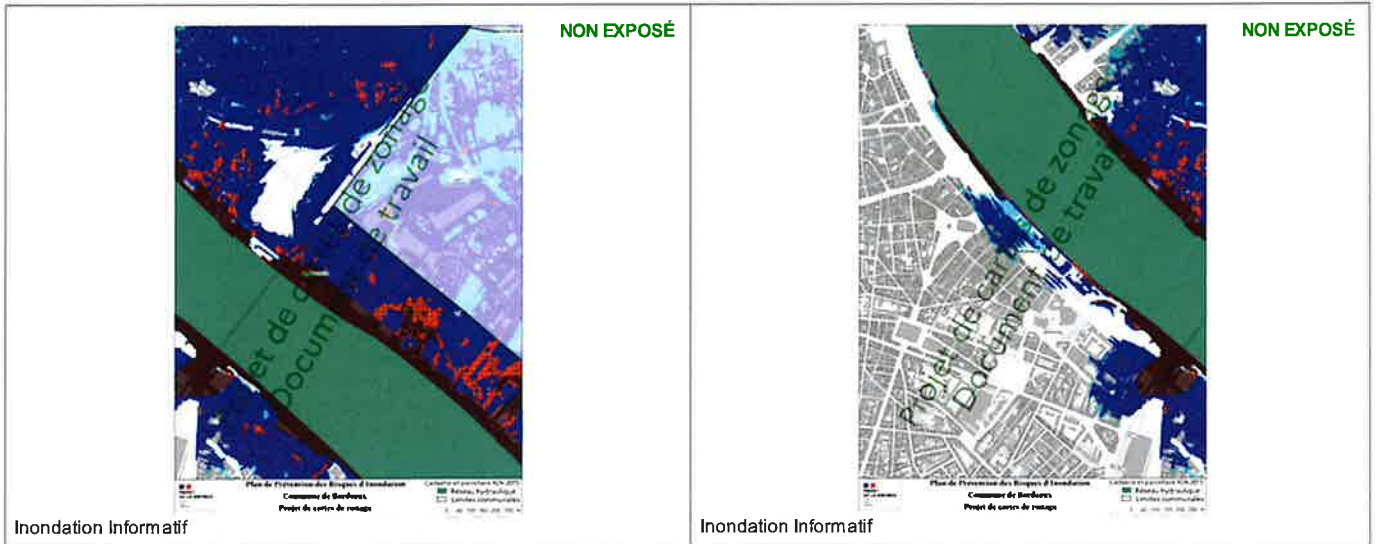 NON EXPOSÉ
Projet de carte de zonage
Document de travail
Plan de Prévention des Risques d'Inondation
Commune de Bordeaux
Projet de cartes de zonage
Réseau hydraulique
Limites communales
Inondation Informatif
NON EXPOSÉ
Projet de carte de zonage
Document de travail
Plan de Prévention des Risques d'Inondation
Commune de Bordeaux
Projet de cartes de zonage
Réseau hydraulique
Limites communales
Inondation Informatif